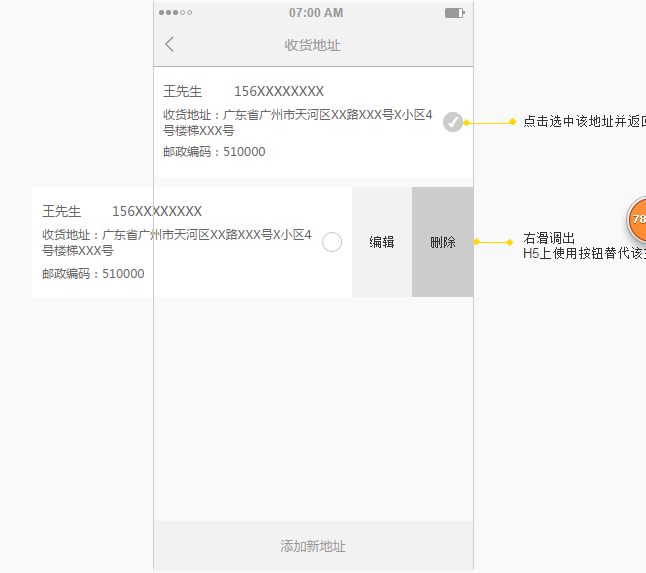 07:00 AM
收货地址
王先生 156XXXXXXXX
收货地址：广东省广州市天河区XX路XXX号X小区4
号楼梯XXX号
邮政编码：510000
点击选中该地址并返回
王先生 156XXXXXXXX
收货地址：广东省广州市天河区XX路XXX号X小区4
号楼梯XXX号
邮政编码：510000
编辑
删除
右滑调出
H5上使用按钮替代该
78
添加新地址